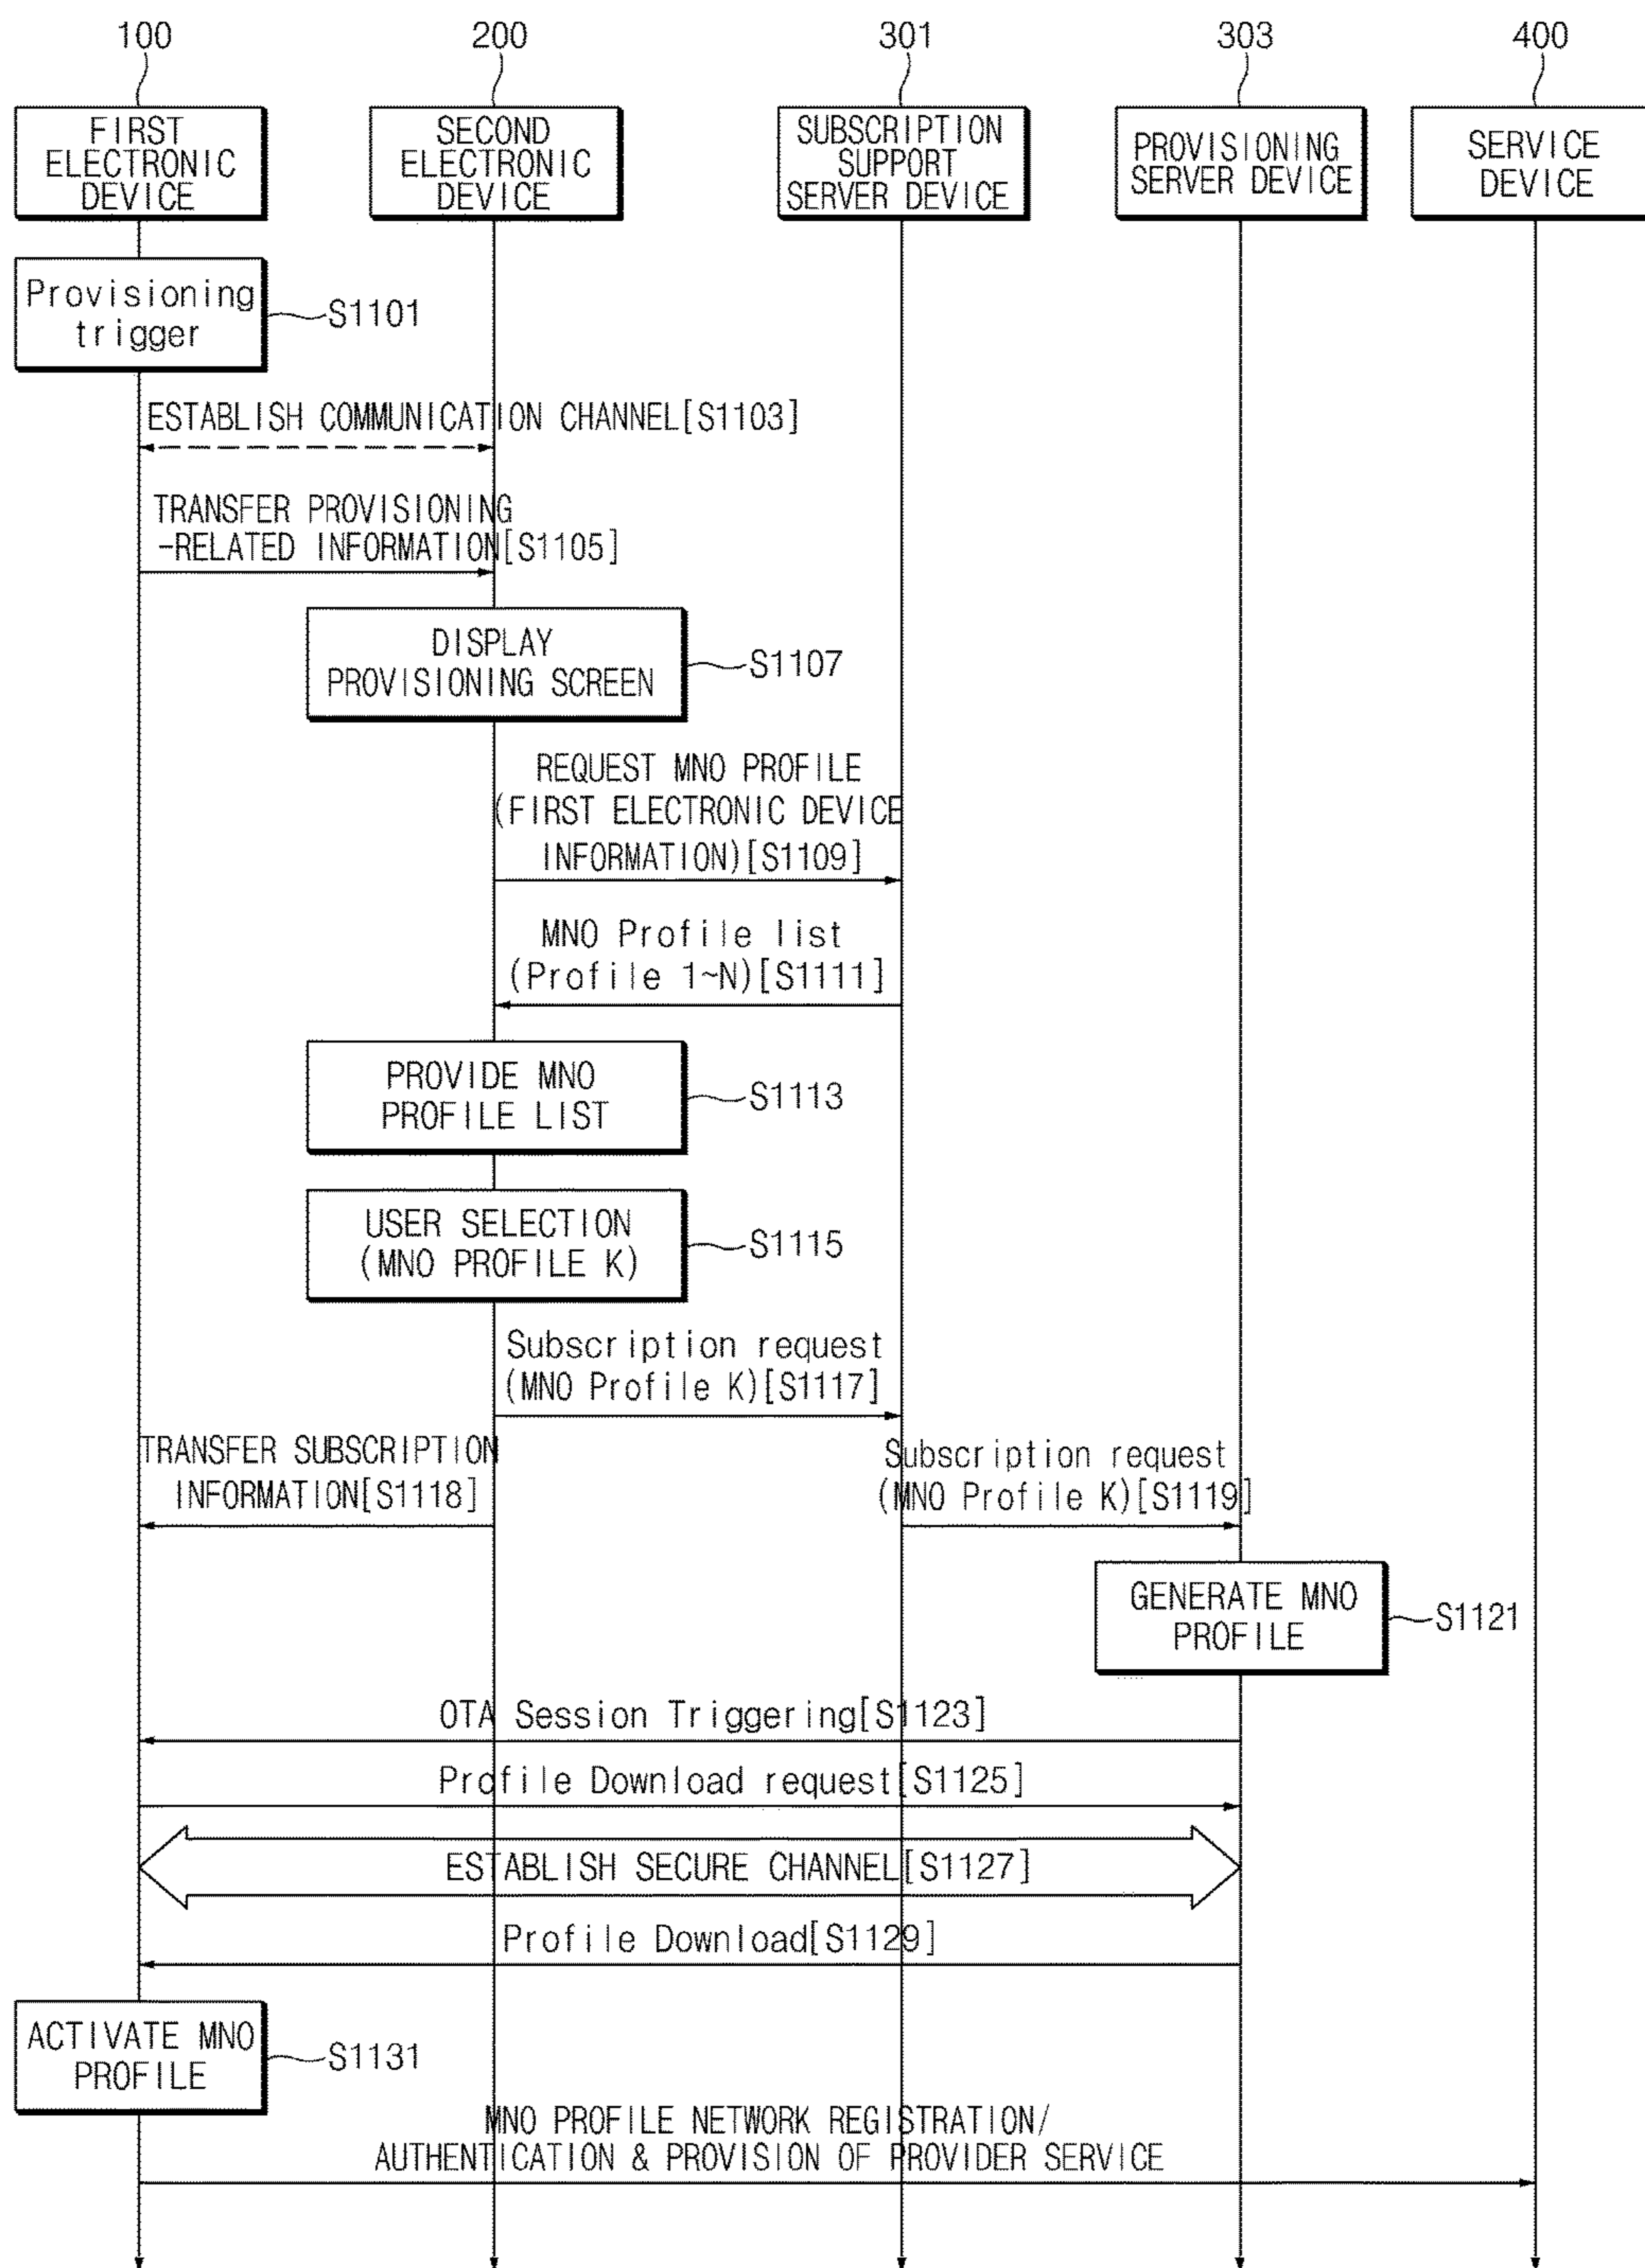 100
200
301
303
400
FIRST
ELECTRONIC
DEVICE
SECOND
ELECTRONIC
DEVICE
SUBSCRIPTION
SUPPORT
SERVER DEVICE
PROVISIONING
SERVER DEVICE
SERVICE
DEVICE
Provisioning
trigger
S1101
ESTABLISH COMMUNICATION CHANNEL[S1103]
TRANSFER PROVISIONING
-RELATED INFORMATION[S1105]
DISPLAY
PROVISIONING SCREEN
S1107
REQUEST MNO PROFILE
(FIRST ELECTRONIC DEVICE
INFORMATION)[S1109]
MNO Profile list
(Profile 1~N)[S1111]
PROVIDE MNO
PROFILE LIST
S1113
USER SELECTION
(MNO PROFILE K)
S1115
Subscription request
(MNO Profile K)[S1117]
TRANSFER SUBSCRIPTION
INFORMATION[S1118]
Subscription request
(MNO Profile K)[S1119]
GENERATE MNO
PROFILE
S1121
OTA Session Triggering[S1123]
Profile Download request[S1125]
ESTABLISH SECURE CHANNEL[S1127]
Profile Download[S1129]
ACTIVATE MNO
PROFILE
S1131
MNO PROFILE NETWORK REGISTRATION/
AUTHENTICATION & PROVISION OF PROVIDER SERVICE